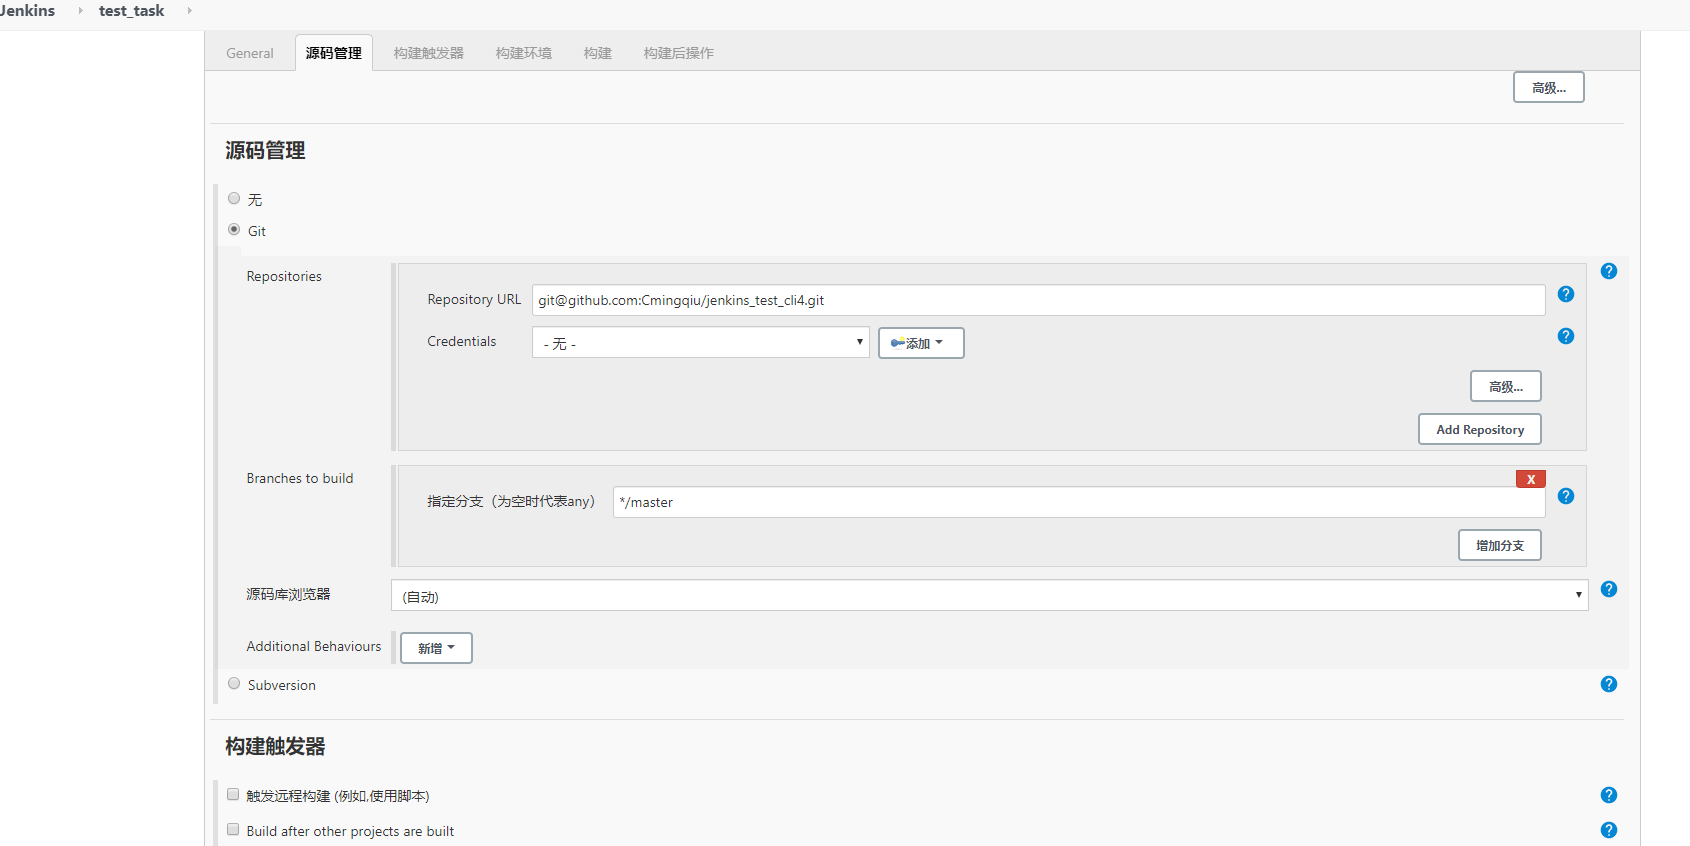 Jenkins test_task
General 源码管理 构建触发器 构建环境 构建 构建后操作
高级...
源码管理
无
Git
Repositories
?
Repository URL git@github.com:Cmingqiu/jenkins_test_cli4.git ?
Credentials - 无 - 添加 ?
高级...
Add Repository
Branches to build
X
指定分支（为空时代表any） */master ?
增加分支
源码库浏览器 (自动) ?
Additional Behaviours 新增
Subversion ?
构建触发器
触发远程构建 (例如,使用脚本) ?
Build after other projects are built ?